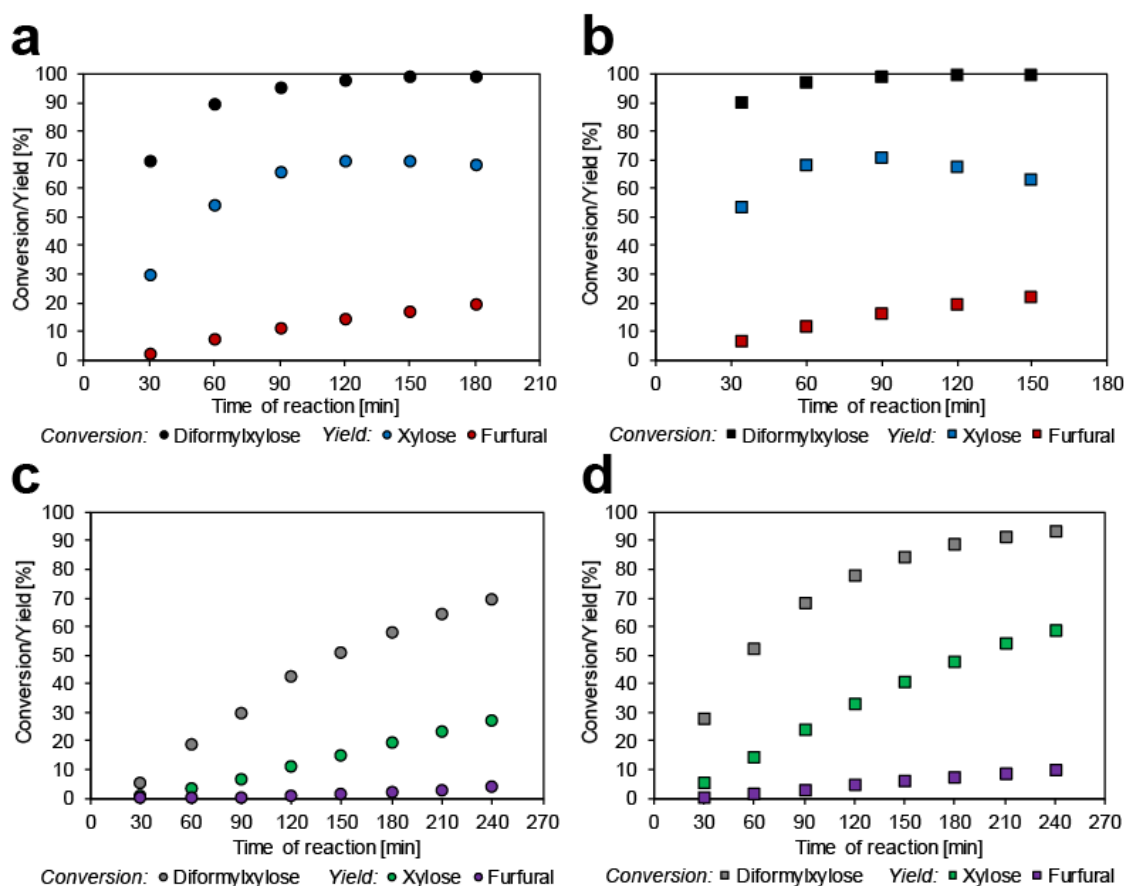 a
100
90
80
70
60
50
40
30
20
10
0
Conversion/Yield [%]
0 30 60 90 120 150 180 210
Time of reaction [min]
Conversion: Diformylxylose Yield: Xylose Furfural
b
100
90
80
70
60
50
40
30
20
10
0
Conversion/Yield [%]
0 30 60 90 120 150 180
Time of reaction [min]
Conversion: Diformylxylose Yield: Xylose Furfural
c
100
90
80
70
60
50
40
30
20
10
0
Conversion/Yield [%]
0 30 60 90 120 150 180 210 240 270
Time of reaction [min]
Conversion: Diformylxylose Yield: Xylose Furfural
d
100
90
80
70
60
50
40
30
20
10
0
Conversion/Yield [%]
0 30 60 90 120 150 180 210 240 270
Time of reaction [min]
Conversion: Diformylxylose Yield: Xylose Furfural